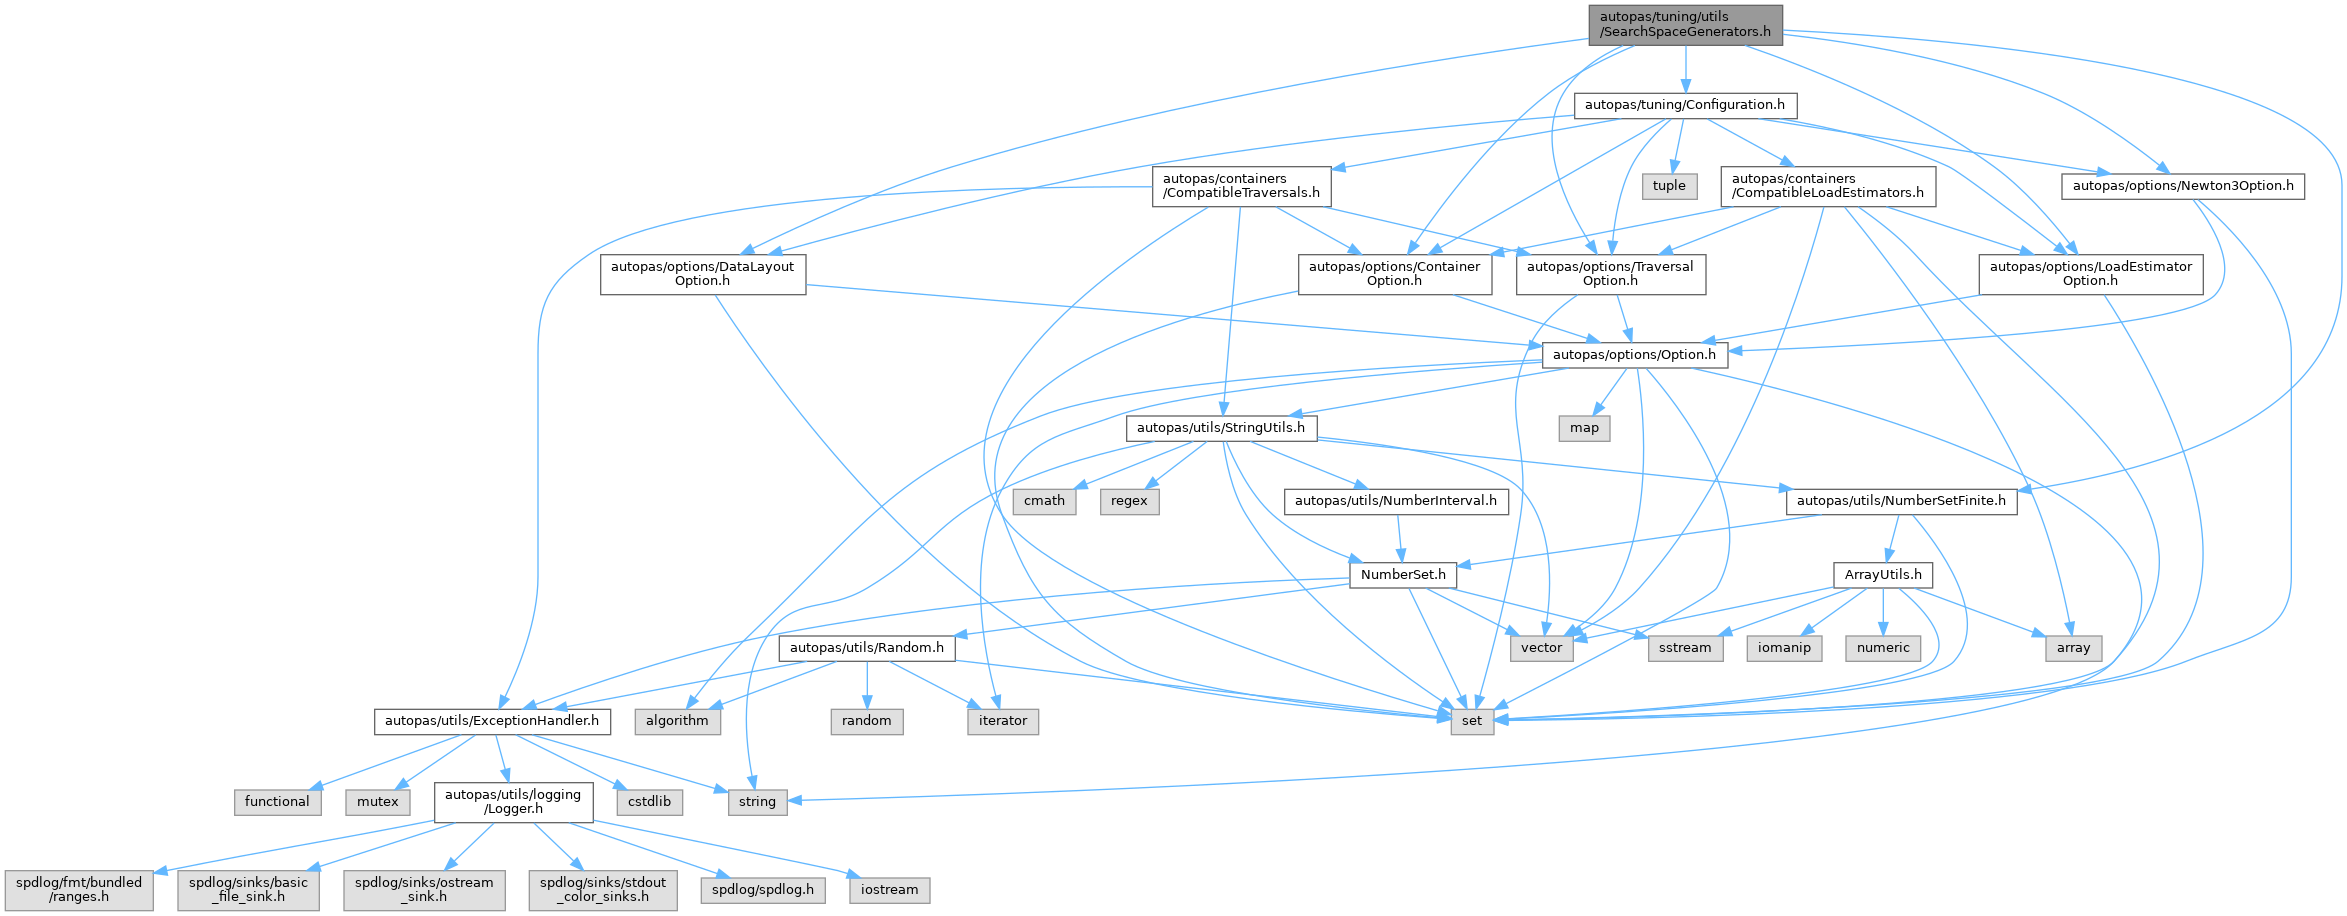 autopas/tuning/utils
/SearchSpaceGenerators.h
autopas/tuning/Configuration.h
autopas/containers
/CompatibleTraversals.h
tuple
autopas/containers
/CompatibleLoadEstimators.h
autopas/options/Newton3Option.h
autopas/options/DataLayout
Option.h
autopas/options/Container
Option.h
autopas/options/Traversal
Option.h
autopas/options/LoadEstimator
Option.h
autopas/options/Option.h
autopas/utils/StringUtils.h
map
cmath
regex
autopas/utils/NumberInterval.h
autopas/utils/NumberSetFinite.h
NumberSet.h
ArrayUtils.h
autopas/utils/Random.h
vector
sstream
iomanip
numeric
array
autopas/utils/ExceptionHandler.h
algorithm
random
iterator
set
functional
mutex
autopas/utils/logging
/Logger.h
cstdlib
string
spdlog/fmt/bundled
/ranges.h
spdlog/sinks/basic
_file_sink.h
spdlog/sinks/ostream
_sink.h
spdlog/sinks/stdout
_color_sinks.h
spdlog/spdlog.h
iostream